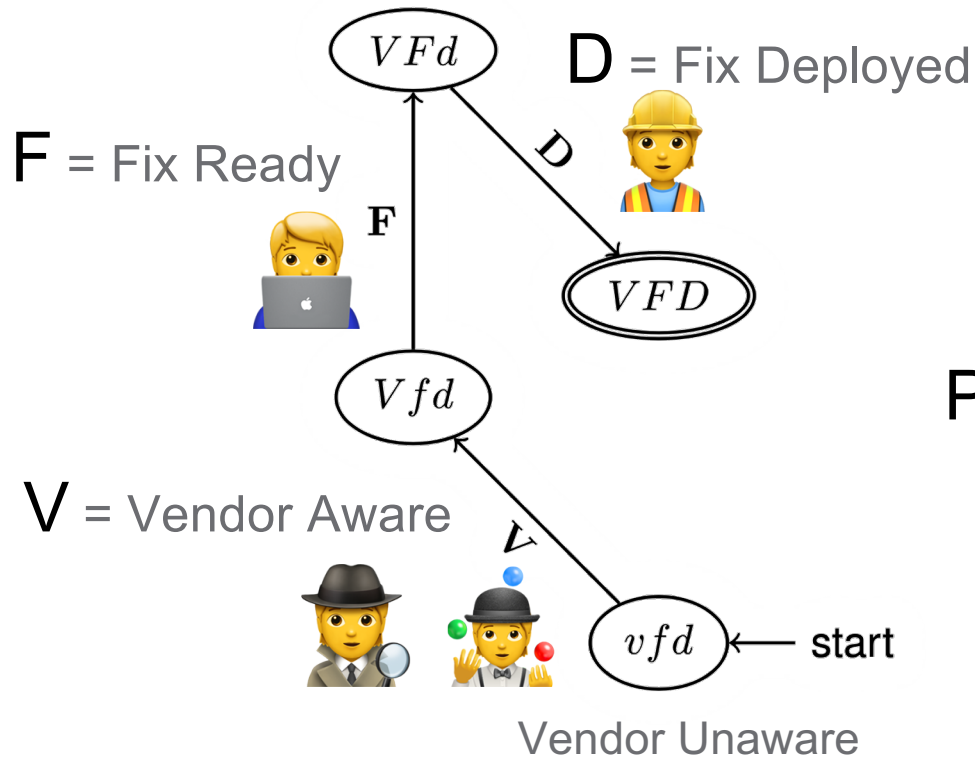 VFd
D = Fix Deployed
D
F = Fix Ready
F
VFD
Vfd
P
V = Vendor Aware
V
vfd
start
Vendor Unaware